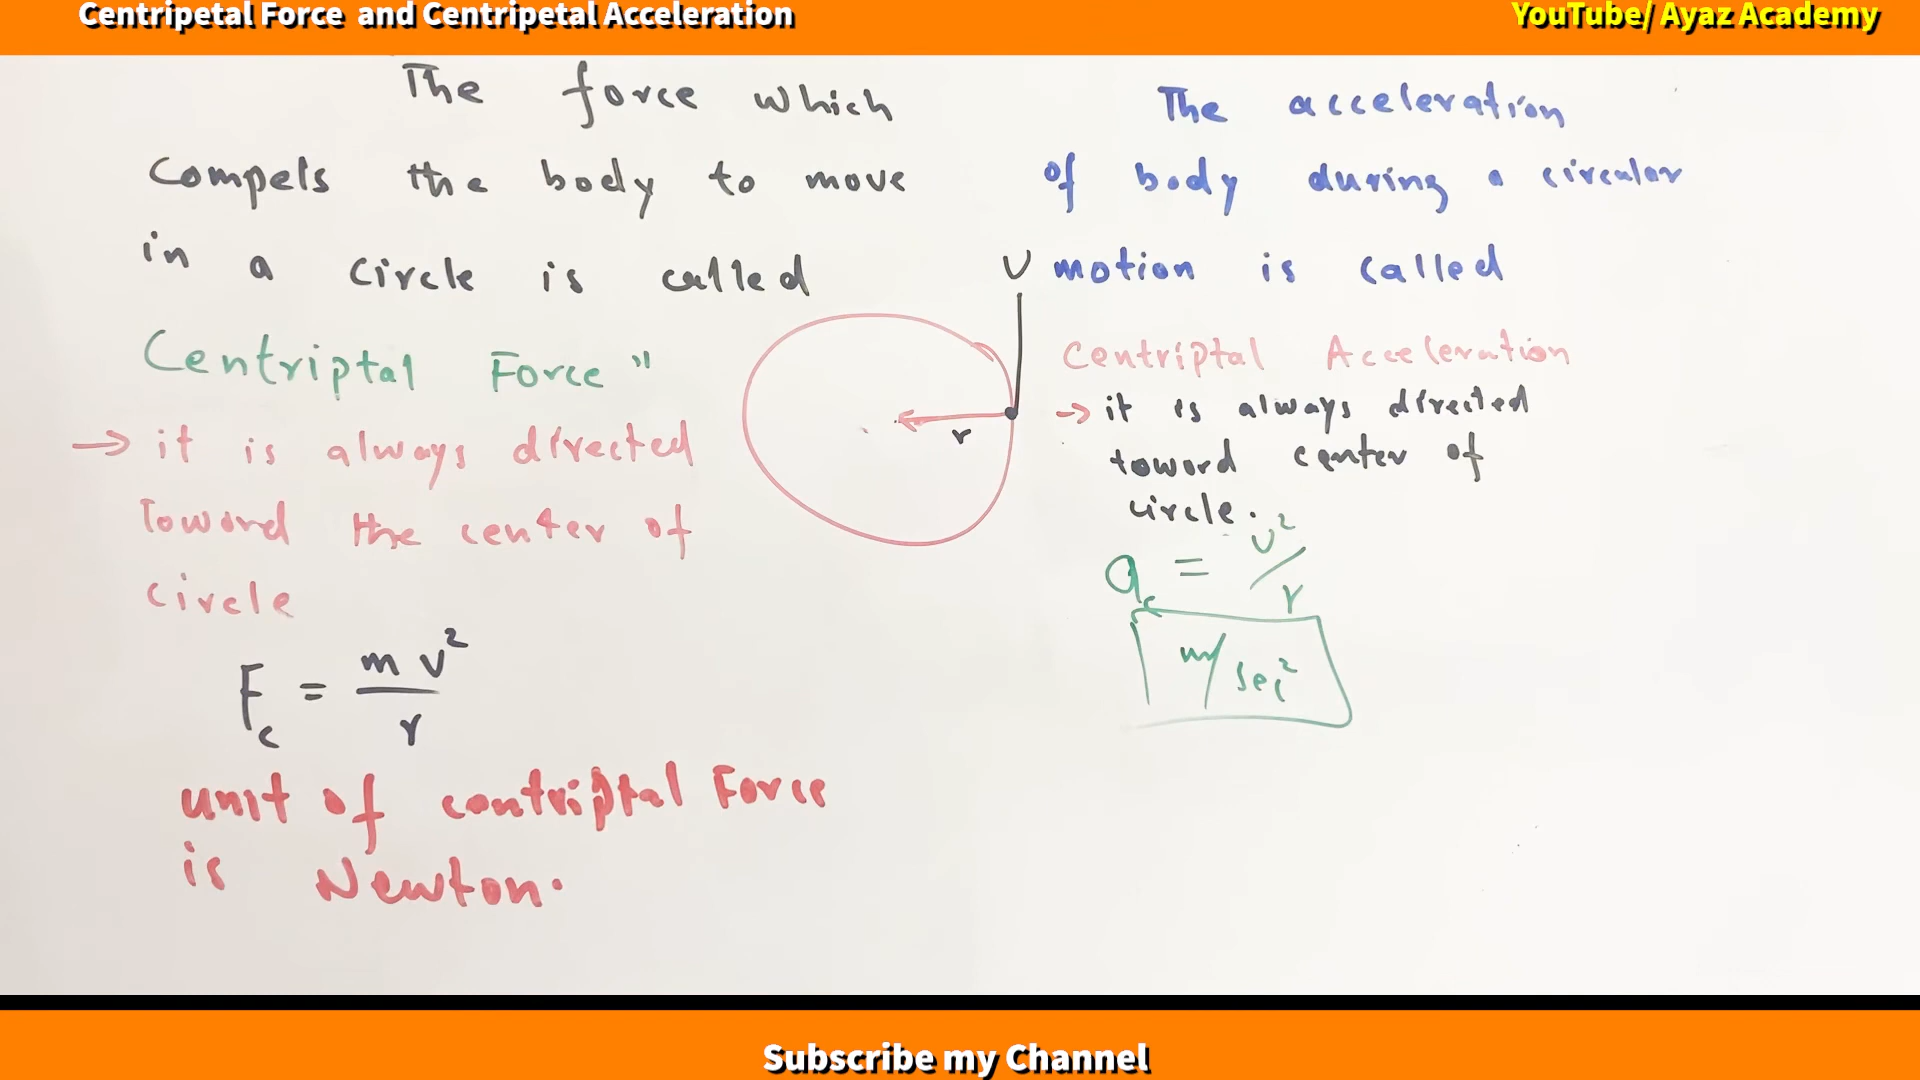 Centripetal Force and Centripetal Acceleration
YouTube/ Ayaz Academy
The force which
compels the body to move
in a circle is called
Centriptal Force"
→ it is always directed
Toward the center of
circle
F_c = m v² / r
unit of centriptal Force
is Newton.
V
r
The acceleration
of body during a circular
motion is called
Centriptal Acceleration
→ it is always directed
toward center of
circle.
a_c = v²/r
m/sec²
Subscribe my Channel